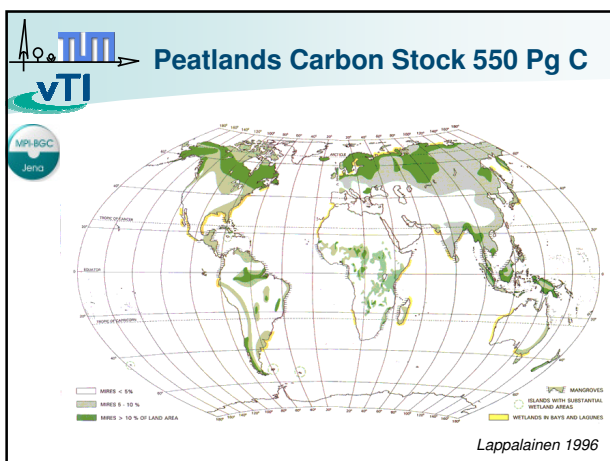 TUM
vTI
MPI-BGC
Jena
Peatlands Carbon Stock 550 Pg C
ARCTIC
TROPIC OF CANCER
EQUATOR
TROPIC OF CAPRICORN
MIRES < 5%
MIRES 5 - 10 %
MIRES > 10 % OF LAND AREA
MANGROVES
ISLANDS WITH SUBSTANTIAL
WETLAND AREAS
WETLANDS IN BAYS AND LAGUNES
Lappalainen 1996